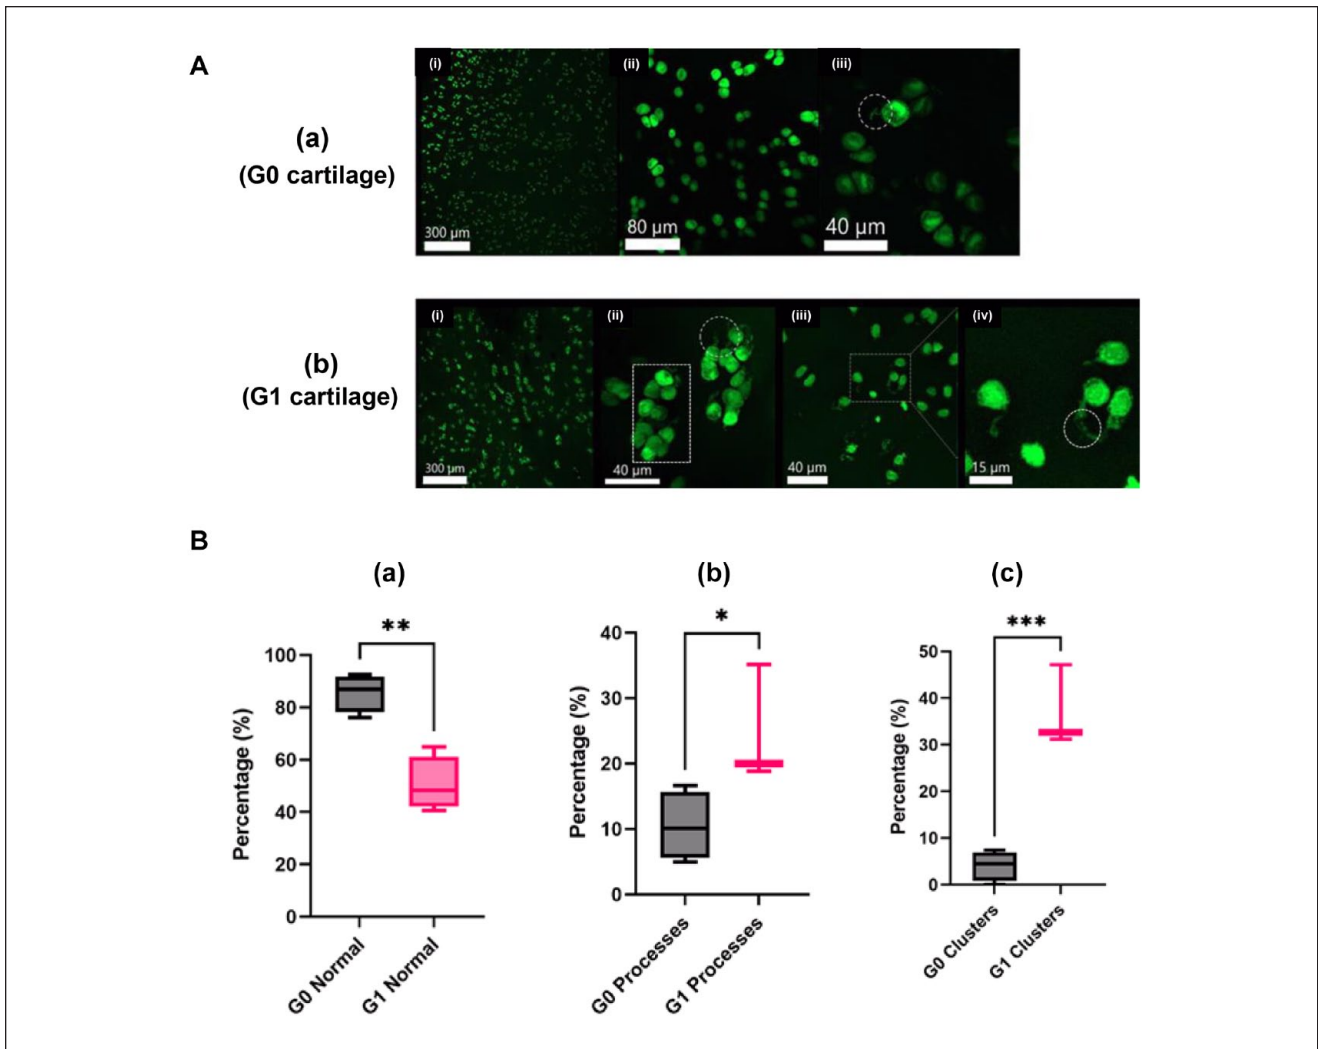 A
(a)
(G0 cartilage)
(i)
(ii)
(iii)
300 µm
80 µm
40 µm
(b)
(G1 cartilage)
(i)
(ii)
(iii)
(iv)
300 µm
40 µm
40 µm
15 µm
B
(a)
**
Percentage (%)
100
80
60
40
20
0
G0 Normal
G1 Normal
(b)
*
Percentage (%)
40
30
20
10
0
G0 Processes
G1 Processes
(c)
***
Percentage (%)
50
40
30
20
10
0
G0 Clusters
G1 Clusters